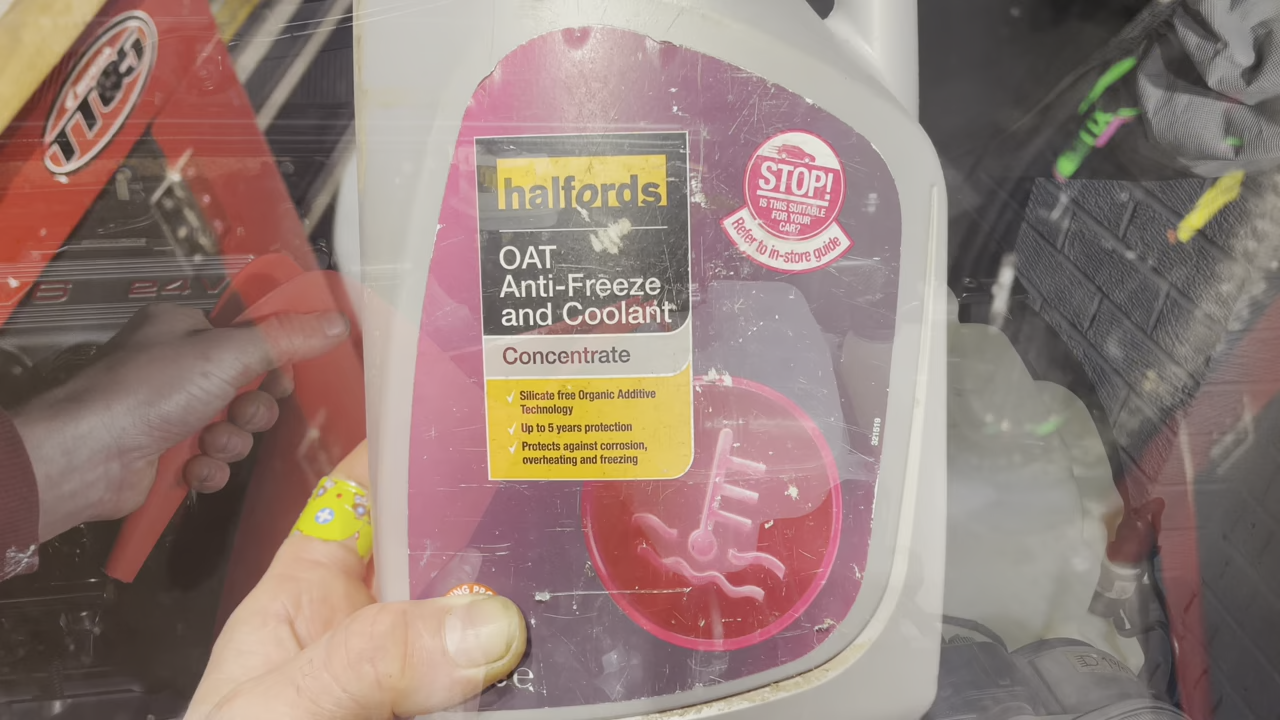 halfords
OAT
Anti-Freeze
and Coolant
Concentrate
Silicate free Organic Additive
Technology
Up to 5 years protection
Protects against corrosion,
overheating and freezing
STOP!
IS THIS SUITABLE
FOR YOUR
CAR?
Refer to in-store guide
321519
24V